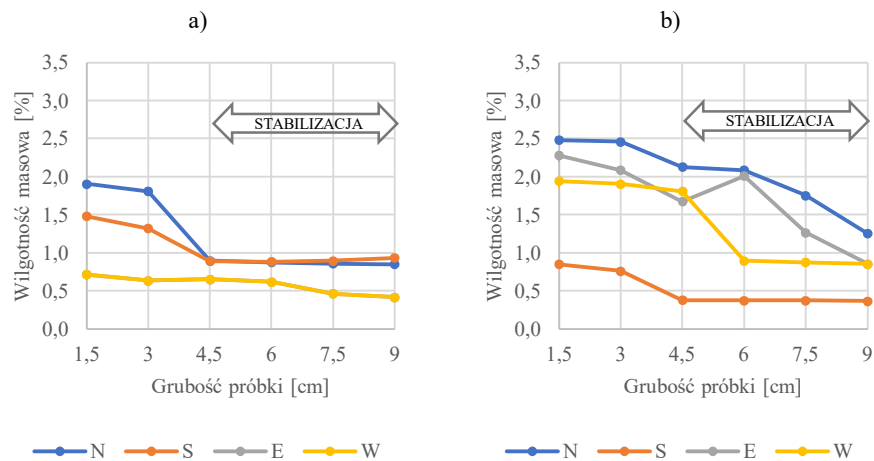 a)
3,5
3,0
2,5
2,0
1,5
1,0
0,5
0,0
Wilgotność masowa [%]
STABILIZACJA
1,5 3 4,5 6 7,5 9
Grubość próbki [cm]
N S E W
b)
3,5
3,0
2,5
2,0
1,5
1,0
0,5
0,0
Wilgotność masowa [%]
STABILIZACJA
1,5 3 4,5 6 7,5 9
Grubość próbki [cm]
N S E W